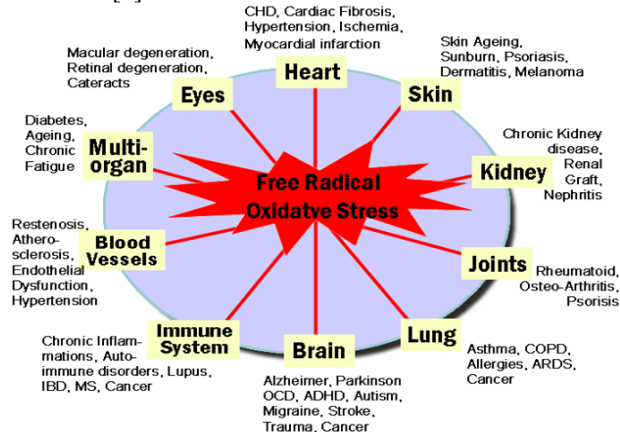 CHD, Cardiac Fibrosis,
Hypertension, Ischemia,
Myocardial infarction
Heart
Skin Ageing,
Sunburn, Psoriasis,
Dermatitis, Melanoma
Skin
Macular degeneration,
Retinal degeneration,
Cateracts
Eyes
Diabetes,
Ageing,
Chronic
Fatigue
Multi-
organ
Chronic Kidney
disease,
Renal
Graft,
Nephritis
Kidney
Free Radical
Oxidatve Stress
Restenosis,
Athero-
sclerosis,
Endothelial
Dysfunction,
Hypertension
Blood
Vessels
Joints
Rheumatoid,
Osteo-Arthritis,
Psorisis
Immune
System
Chronic Inflam-
mations, Auto-
immune disorders, Lupus,
IBD, MS, Cancer
Brain
Alzheimer, Parkinson
OCD, ADHD, Autism,
Migraine, Stroke,
Trauma, Cancer
Lung
Asthma, COPD,
Allergies, ARDS,
Cancer